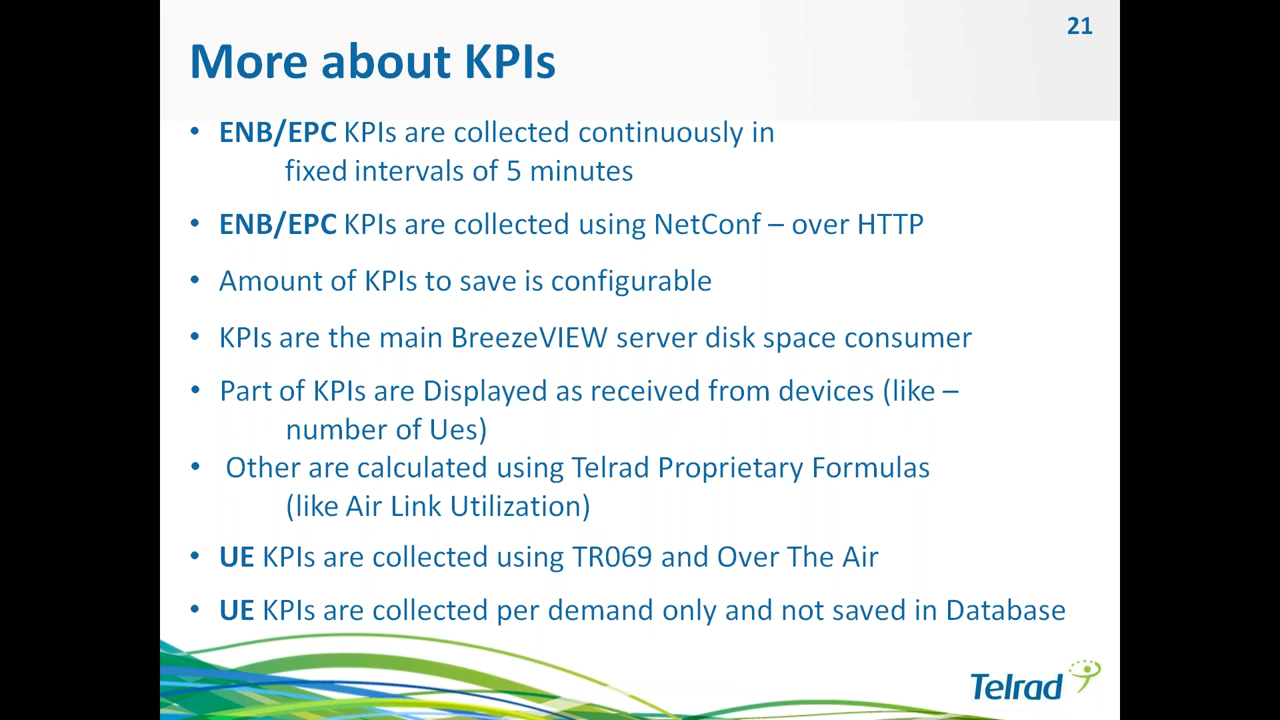 21
More about KPIs
• ENB/EPC KPIs are collected continuously in
fixed intervals of 5 minutes
• ENB/EPC KPIs are collected using NetConf – over HTTP
• Amount of KPIs to save is configurable
• KPIs are the main BreezeVIEW server disk space consumer
• Part of KPIs are Displayed as received from devices (like –
number of Ues)
• Other are calculated using Telrad Proprietary Formulas
(like Air Link Utilization)
• UE KPIs are collected using TR069 and Over The Air
• UE KPIs are collected per demand only and not saved in Database
Telrad